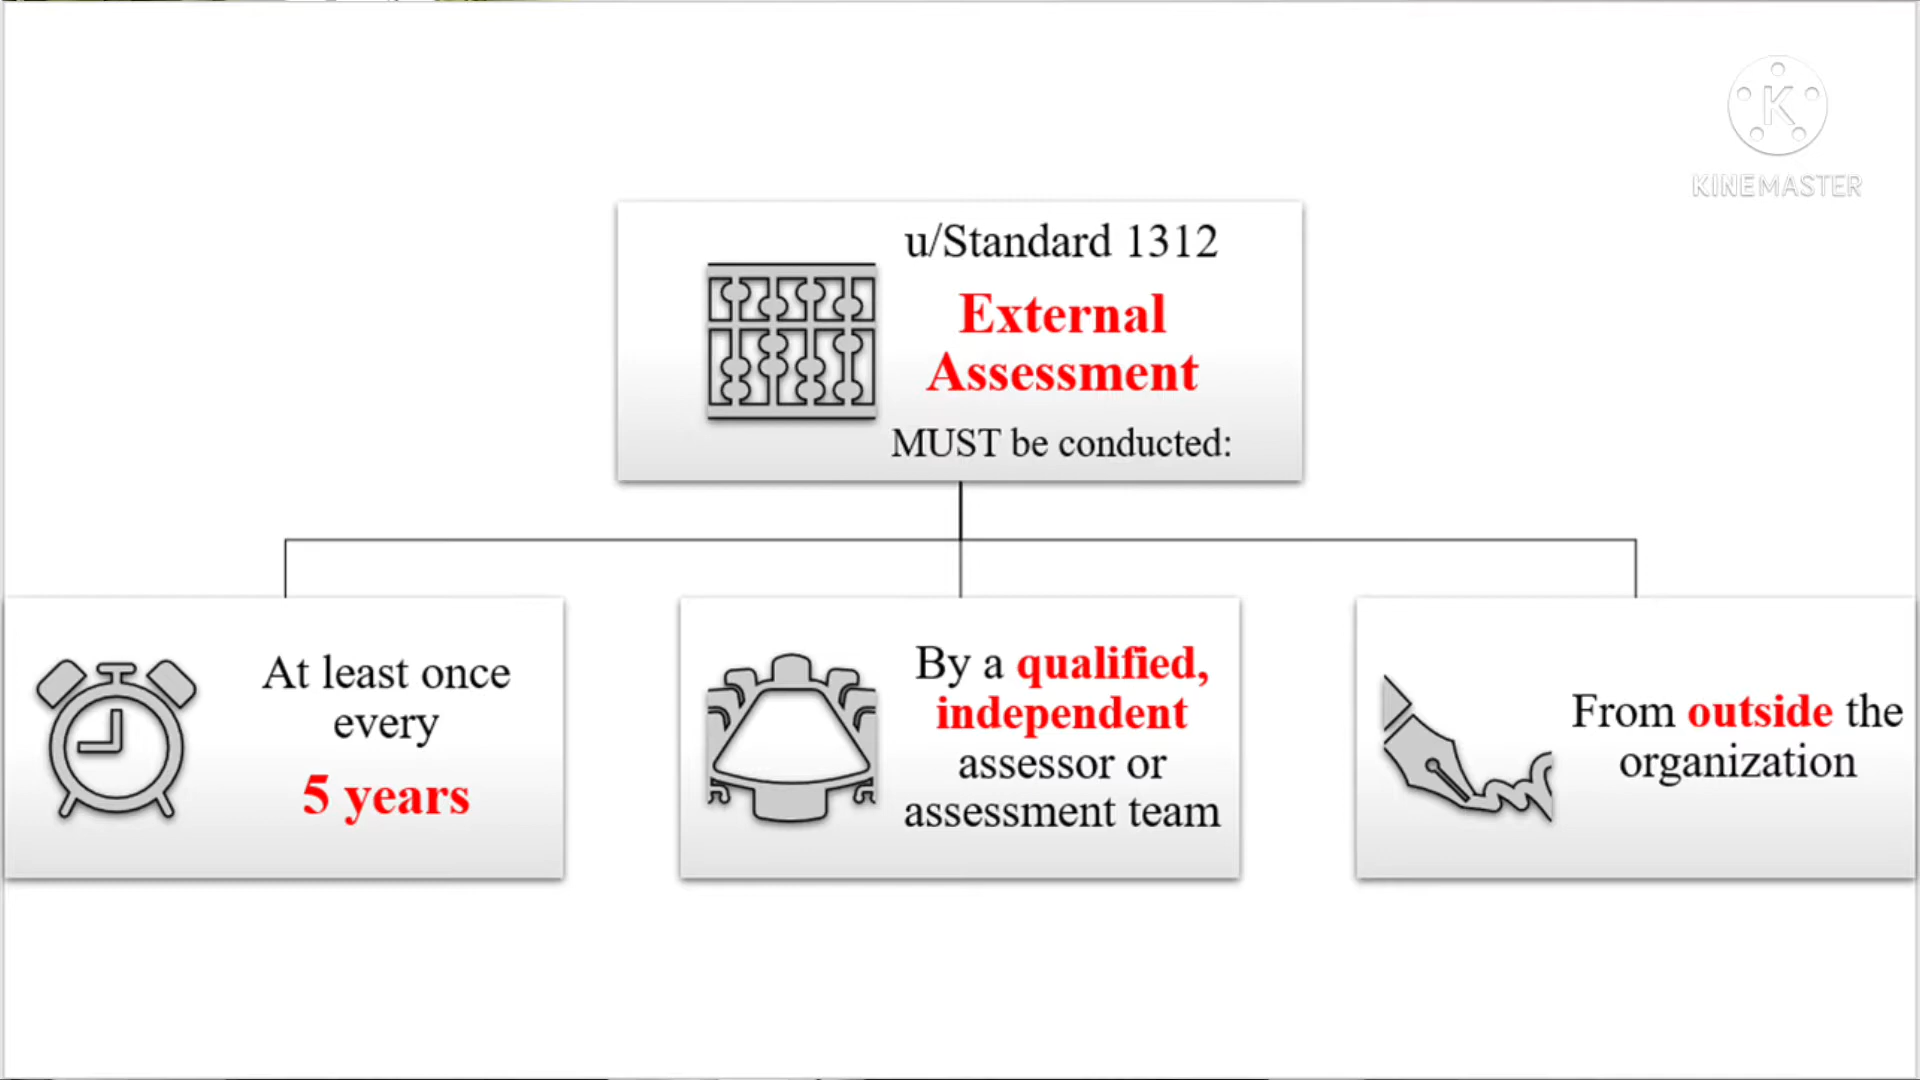 K
KINEMASTER
u/Standard 1312
External
Assessment
MUST be conducted:
At least once
every
5 years
By a qualified,
independent
assessor or
assessment team
From outside the
organization